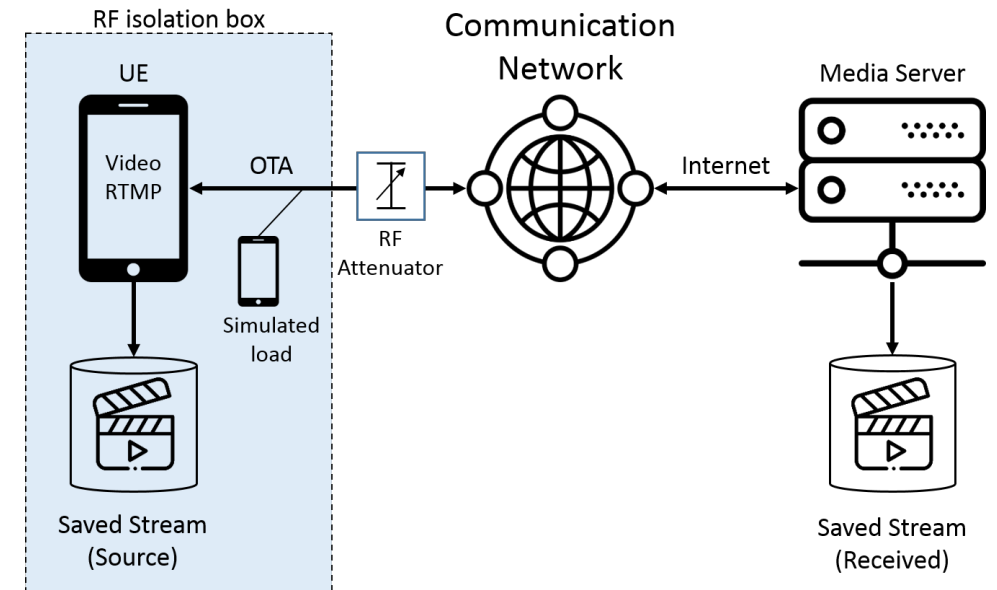 RF isolation box
UE
Video
RTMP
OTA
Simulated
load
RF
Attenuator
Communication
Network
Internet
Media Server
Saved Stream
(Source)
Saved Stream
(Received)